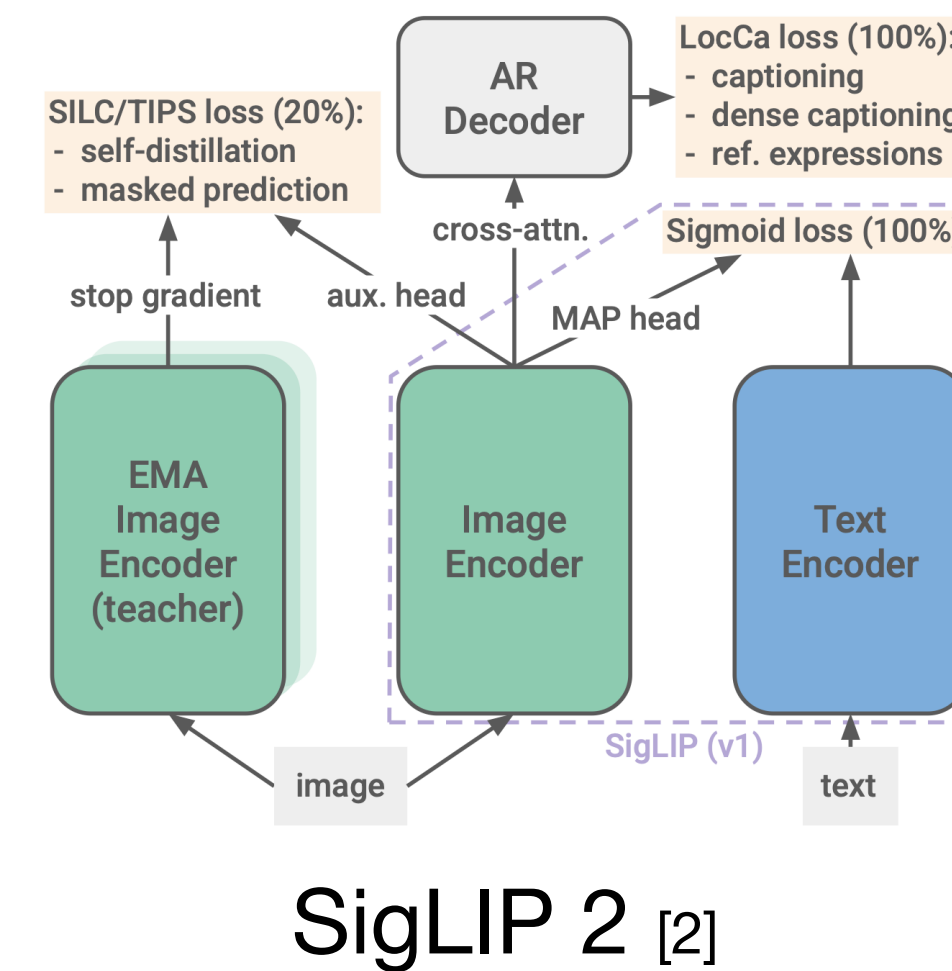 AR
Decoder
LocCa loss (100%):
- captioning
- dense captioning
- ref. expressions
SILC/TIPS loss (20%):
- self-distillation
- masked prediction
cross-attn.
Sigmoid loss (100%
stop gradient
aux. head
MAP head
EMA
Image
Encoder
(teacher)
Image
Encoder
Text
Encoder
SigLIP (v1)
image
text
SigLIP 2 [2]